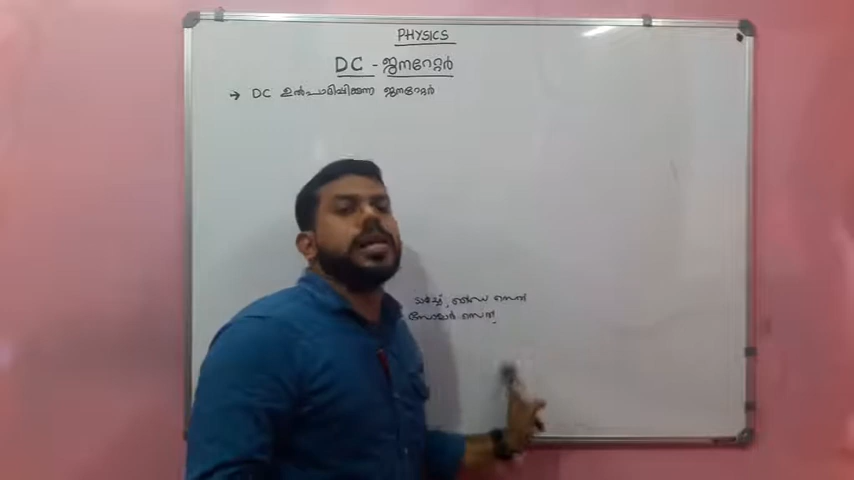 PHYSICS
DC - ജനറേറ്റർ
→ DC ഉൽപാദിപ്പിക്കുന്ന ജനറേറ്റർ
സെൽ
സോളാർ സെൽ